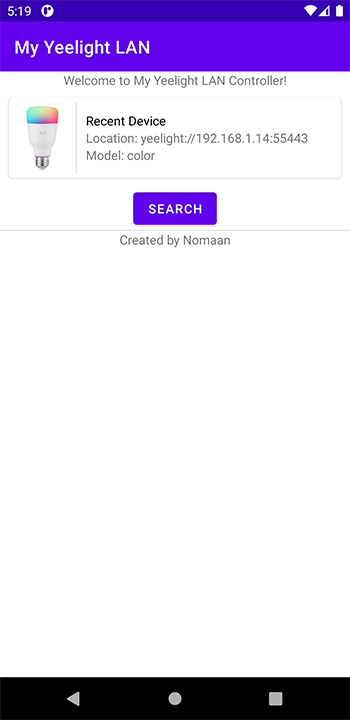 5:19
My Yeelight LAN
Welcome to My Yeelight LAN Controller!
Recent Device
Location: yeelight://192.168.1.14:55443
Model: color
SEARCH
Created by Nomaan